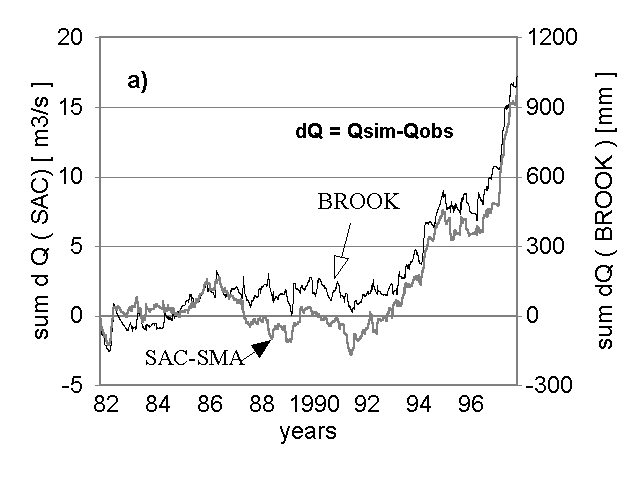 sum d Q ( SAC) [ m3/s ]
20
15
10
5
0
-5
a)
dQ = Qsim-Qobs
BROOK
SAC-SMA
1200
900
600
300
0
-300
sum dQ ( BROOK ) [mm]
82 84 86 88 1990 92 94 96
years